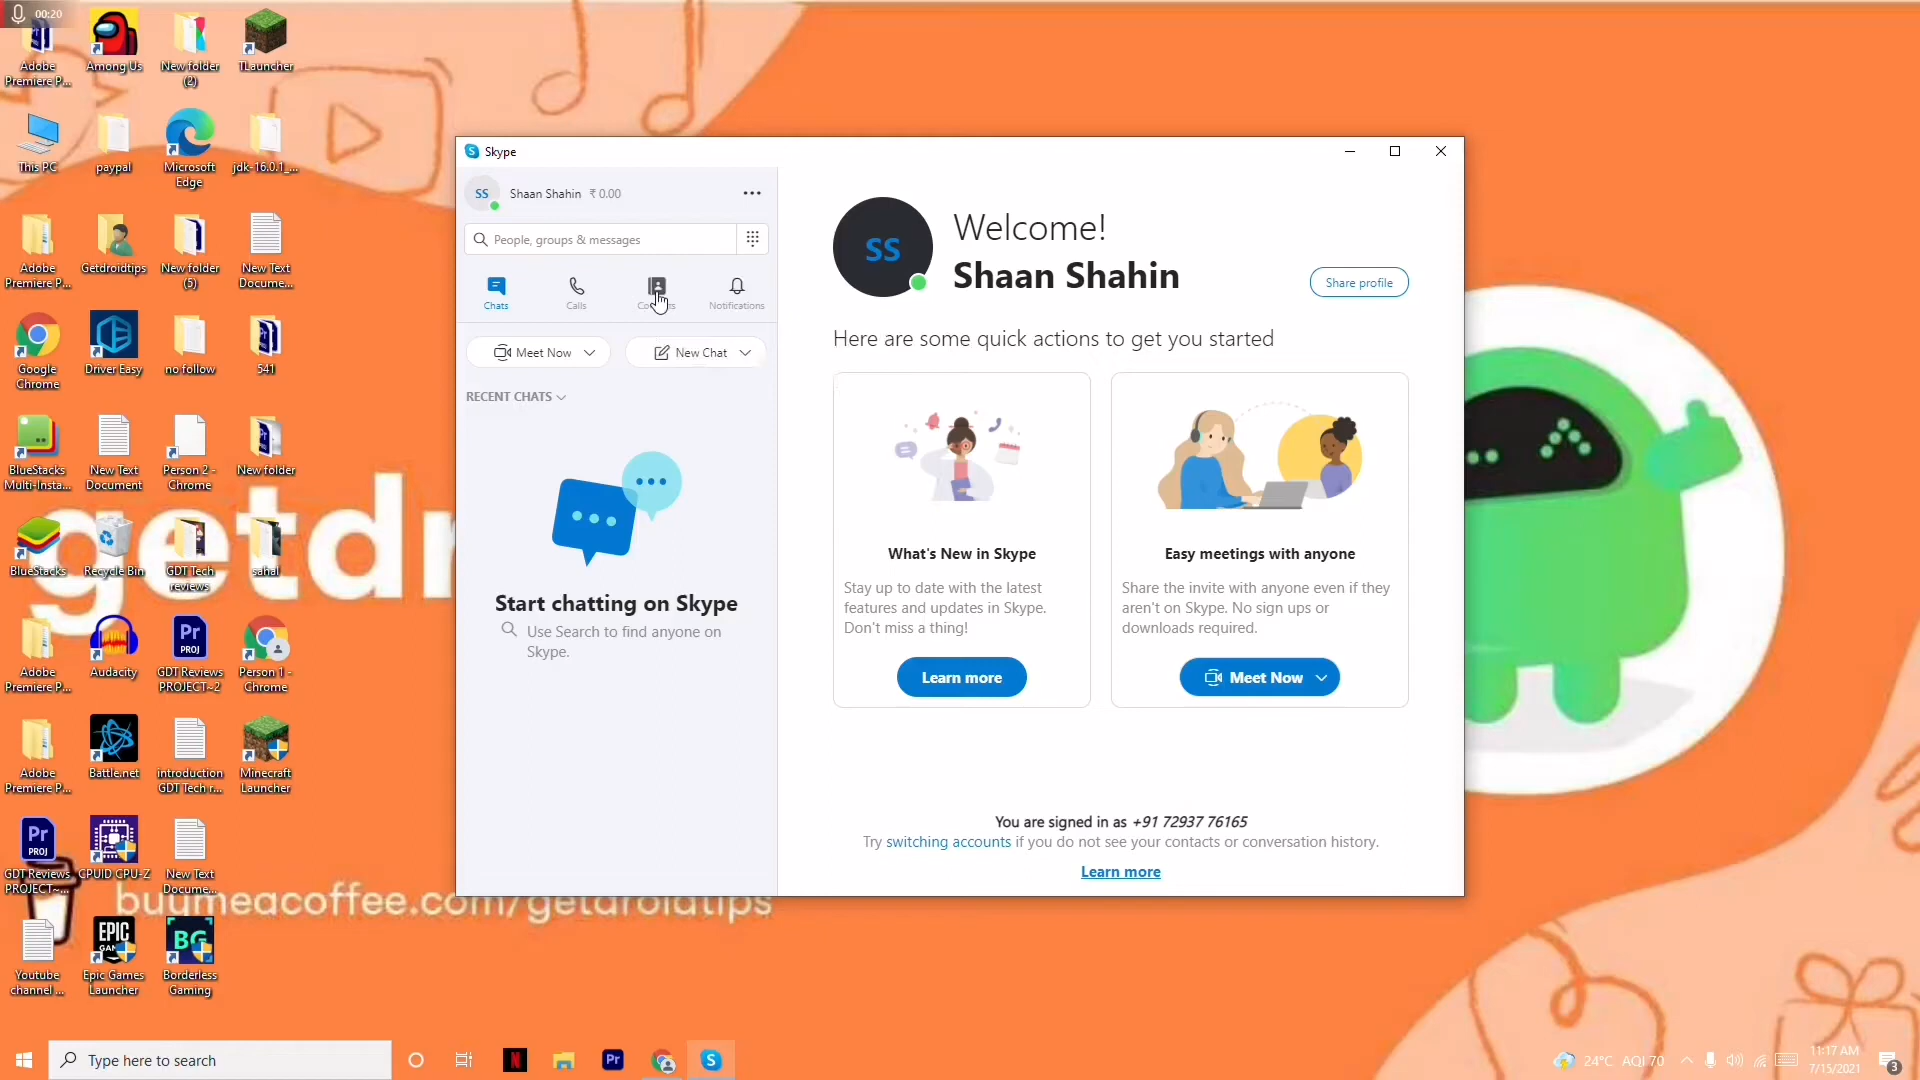 00:20
Adobe
Premiere P...
Among Us
New folder
(2)
TLauncher
This PC
paypal
Microsoft
Edge
jdk-16.0.1_...
Adobe
Premiere P...
Getdroidtips
New folder
(5)
New Text
Docume...
Google
Chrome
Driver Easy
no follow
541
BlueStacks
Multi-Insta...
New Text
Document
Person 2 -
Chrome
New folder
BlueStacks
Recycle Bin
GDT Tech
reviews
sahal
Adobe
Premiere P...
Audacity
Pr
PROJ
GDT Reviews
PROJECT~2
Person 1 -
Chrome
Adobe
Premiere P...
Battle.net
introduction
GDT Tech r...
Minecraft
Launcher
Pr
PROJ
GDT Reviews
PROJECT~...
CPUID CPU-Z
New Text
Docume...
Youtube
channel ...
EPIC
Epic Games
Launcher
BG
Borderless
Gaming
getdr
buymeacoffee.com/getdroidtips
Skype
SS
Shaan Shahin ₹ 0.00
People, groups & messages
Chats
Calls
Notifications
Meet Now
New Chat
RECENT CHATS
Start chatting on Skype
Use Search to find anyone on
Skype.
SS
Welcome!
Shaan Shahin
Share profile
Here are some quick actions to get you started
What's New in Skype
Stay up to date with the latest
features and updates in Skype.
Don't miss a thing!
Learn more
Easy meetings with anyone
Share the invite with anyone even if they
aren't on Skype. No sign ups or
downloads required.
Meet Now
You are signed in as +91 72937 76165
Try switching accounts if you do not see your contacts or conversation history.
Learn more
Type here to search
N
Pr
S
24°C AQI 70
11:17 AM
7/15/2021
3